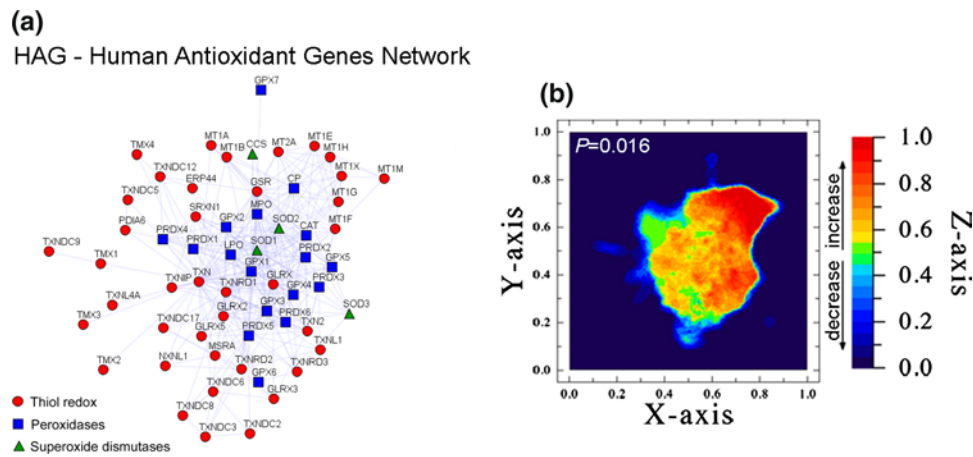 (a)
HAG - Human Antioxidant Genes Network
GPX7
MT1A
MT1B
CCS
MT2A
MT1E
MT1H
TMX4
TXNDC12
ERP44
GSR
CP
MT1X
MT1M
TXNDC5
SRXN1
MPO
MT1G
PDIA6
GPX2
SOD2
CAT
MT1F
PRDX4
PRDX1
LPO
SOD1
PRDX2
GPX5
TXNDC9
TMX1
GPX1
PRDX3
TXNIP
TXN
TXNRD1
GLRX
GPX4
TXNL4A
GLRX2
GPX3
SOD3
TMX3
TXNDC17
GLRX5
PRDX5
PRDX6
TXN2
TMX2
NXNL1
MSRA
TXNRD2
TXNRD3
TXNL1
TXNDC6
GPX6
GLRX3
TXNDC8
TXNDC3
TXNDC2
Thiol redox
Peroxidases
Superoxide dismutases
(b)
P=0.016
1.0
0.8
0.6
0.4
0.2
0.0
Y-axis
0.0 0.2 0.4 0.6 0.8 1.0
X-axis
decrease increase
1.0
0.8
0.6
0.4
0.2
0.0
Z-axis